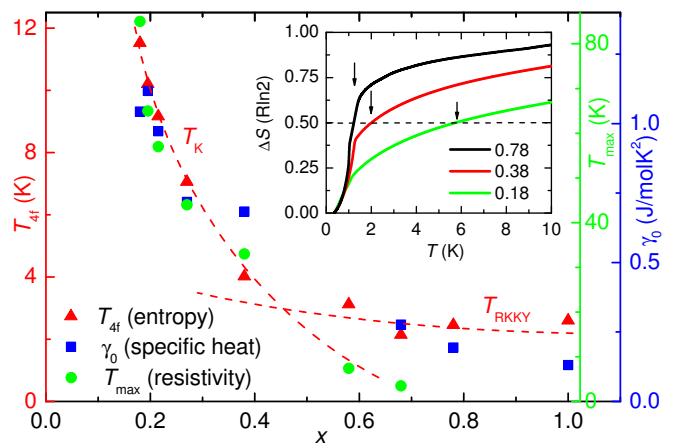 12
8
4
0
T4f (K)
0.0
0.2
0.4
0.6
0.8
1.0
x
TK
TRKKY
T4f (entropy)
γ0 (specific heat)
Tmax (resistivity)
1.00
0.75
0.50
0.25
0.00
ΔS (Rln2)
0
2
4
6
8
10
T (K)
0.78
0.38
0.18
80
40
0
Tmax (K)
1.0
0.5
0.0
γ0 (J/molK2)